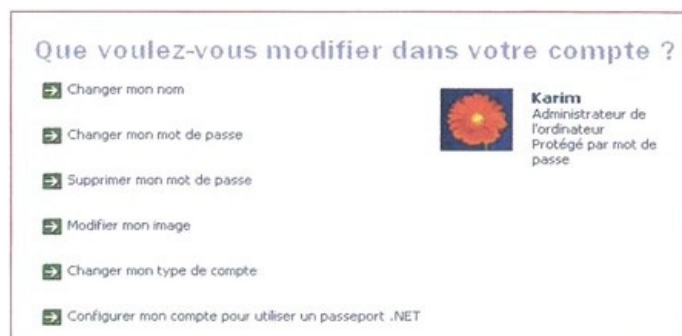 Que voulez-vous modifier dans votre compte ?
Changer mon nom
Changer mon mot de passe
Supprimer mon mot de passe
Modifier mon image
Changer mon type de compte
Configurer mon compte pour utiliser un passeport .NET
Karim
Administrateur de
l'ordinateur
Protégé par mot de
passe